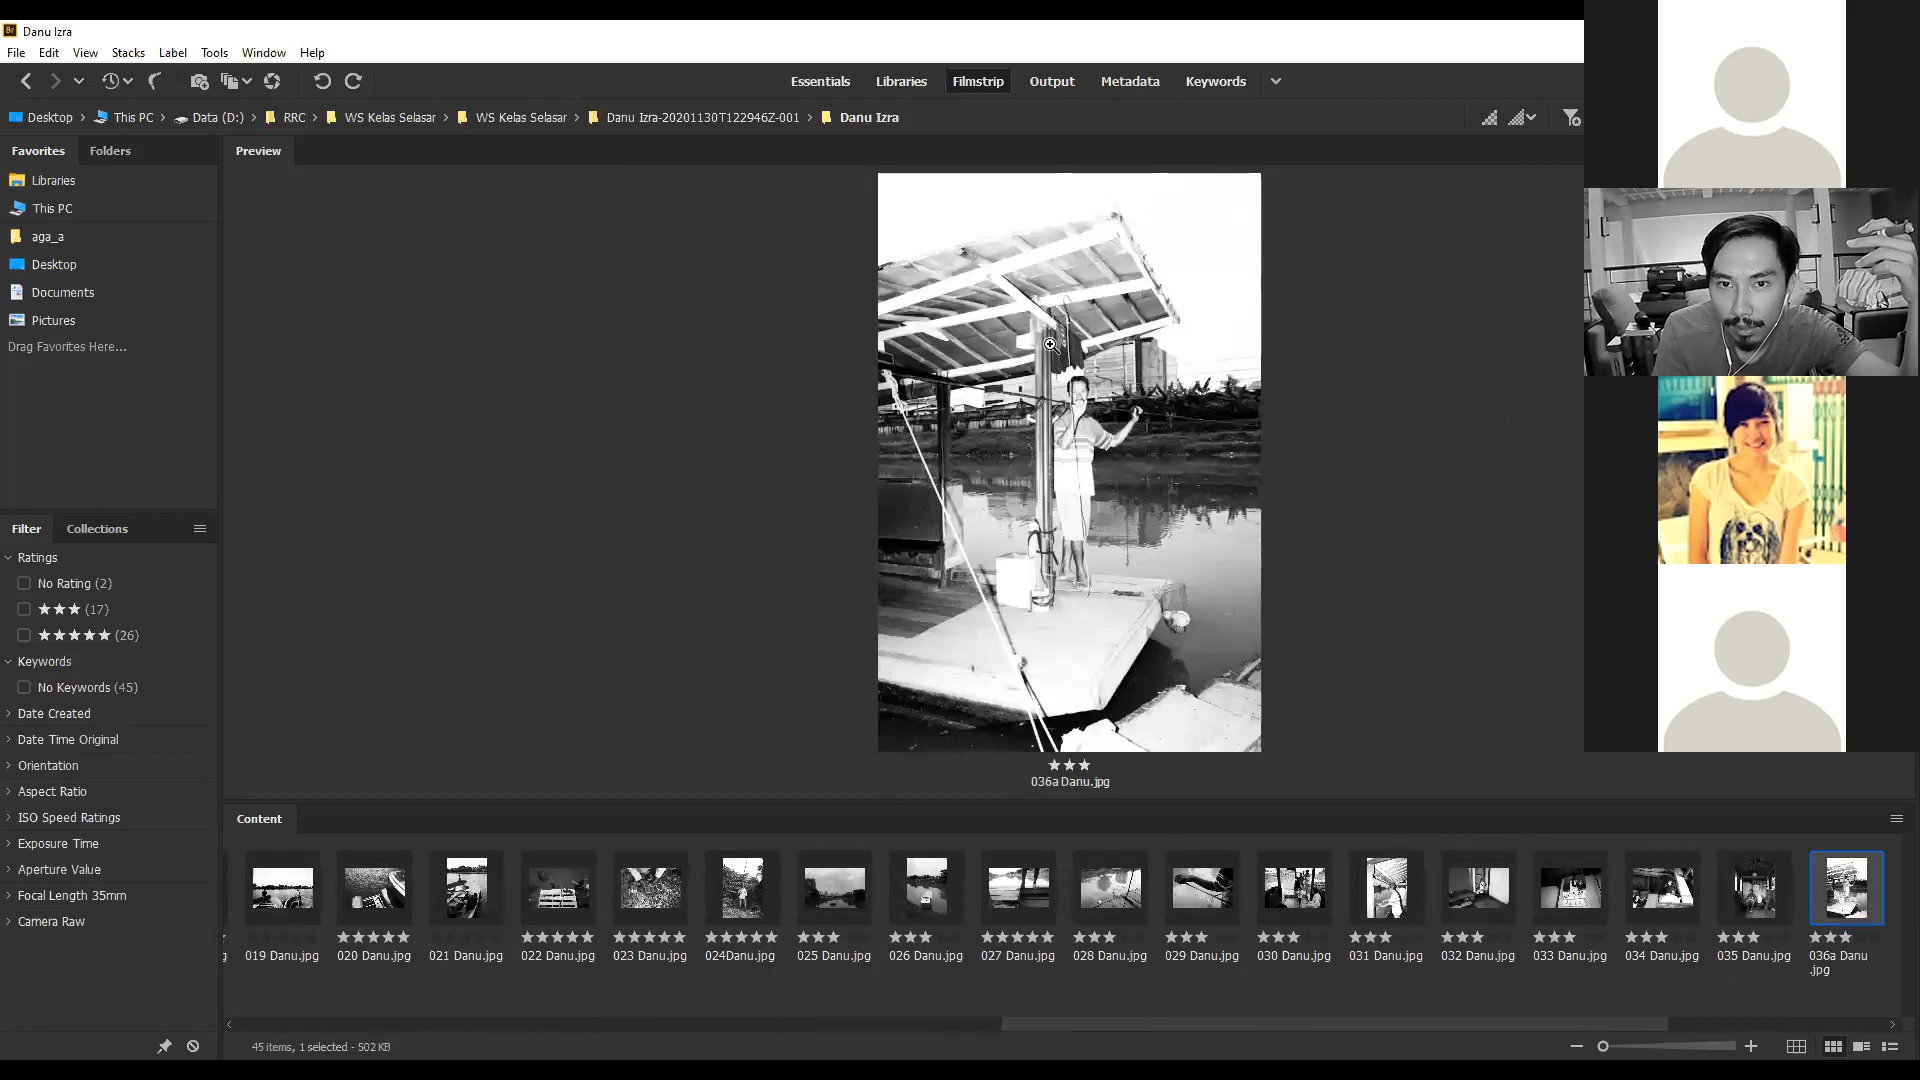 Br Danu Izra
File Edit View Stacks Label Tools Window Help
Essentials Libraries Filmstrip Output Metadata Keywords
Desktop This PC Data (D:) RRC WS Kelas Selasar WS Kelas Selasar Danu Izra-20201130T122946Z-001 Danu Izra
Favorites Folders
Preview
Libraries
This PC
aga_a
Desktop
Documents
Pictures
Drag Favorites Here...
Filter Collections
Ratings
No Rating (2)
★★★ (17)
★★★★★ (26)
Keywords
No Keywords (45)
Date Created
Date Time Original
Orientation
Aspect Ratio
ISO Speed Ratings
Exposure Time
Aperture Value
Focal Length 35mm
Camera Raw
036a Danu.jpg
Content
019 Danu.jpg 020 Danu.jpg 021 Danu.jpg 022 Danu.jpg 023 Danu.jpg 024Danu.jpg 025 Danu.jpg 026 Danu.jpg 027 Danu.jpg 028 Danu.jpg 029 Danu.jpg 030 Danu.jpg 031 Danu.jpg 032 Danu.jpg 033 Danu.jpg 034 Danu.jpg 035 Danu.jpg 036a Danu
.jpg
45 items, 1 selected - 502 KB